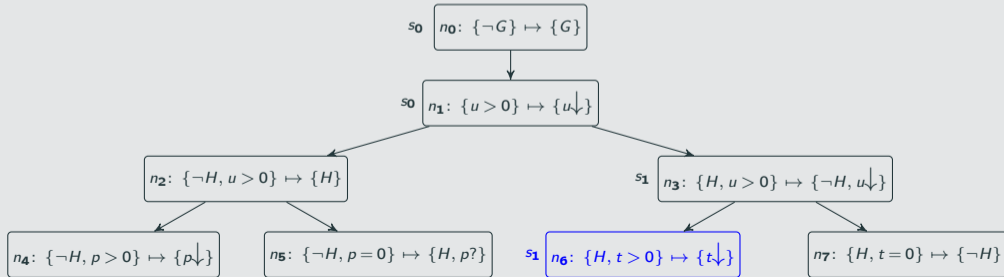 s₀ n₀: {¬G} ↦ {G}
s₀ n₁: {u > 0} ↦ {u↓}
n₂: {¬H, u > 0} ↦ {H}
s₁ n₃: {H, u > 0} ↦ {¬H, u↓}
n₄: {¬H, p > 0} ↦ {p↓}
n₅: {¬H, p = 0} ↦ {H, p?}
s₁ n₆: {H, t > 0} ↦ {t↓}
n₇: {H, t = 0} ↦ {¬H}